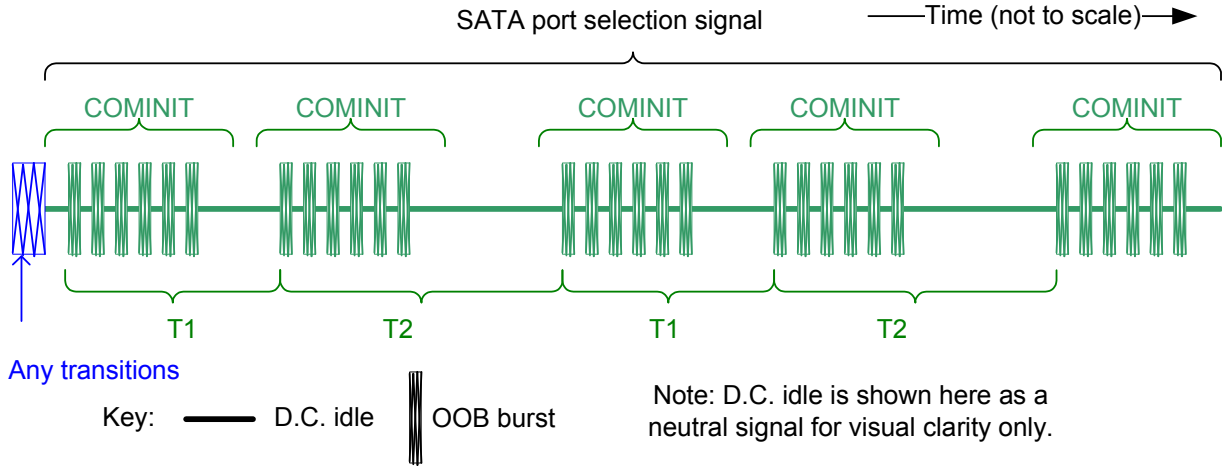 SATA port selection signal
Time (not to scale)
COMINIT
COMINIT
COMINIT
COMINIT
COMINIT
T1
T2
T1
T2
Any transitions
Key:
D.C. idle
OOB burst
Note: D.C. idle is shown here as a
neutral signal for visual clarity only.